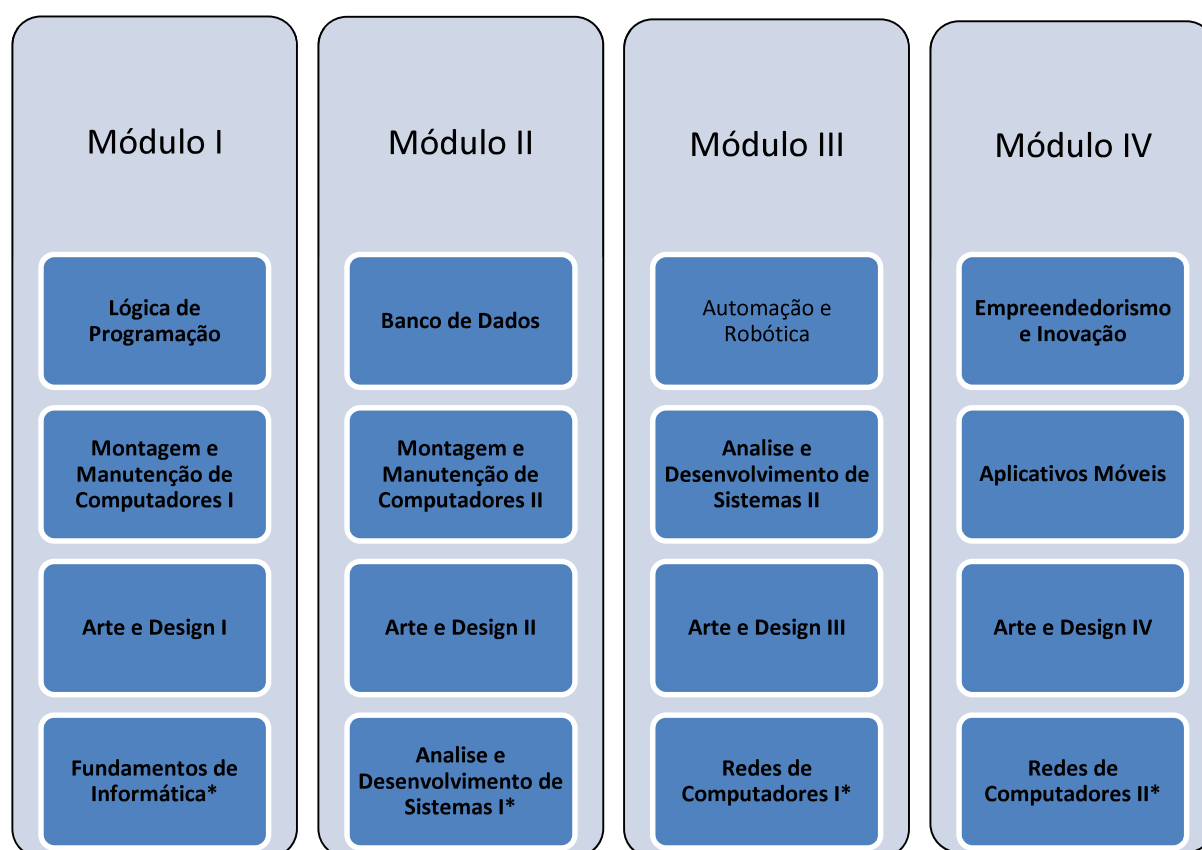 Módulo I
Lógica de
Programação
Montagem e
Manutenção de
Computadores I
Arte e Design I
Fundamentos de
Informática*
Módulo II
Banco de Dados
Montagem e
Manutenção de
Computadores II
Arte e Design II
Analise e
Desenvolvimento de
Sistemas I*
Módulo III
Automação e
Robótica
Analise e
Desenvolvimento de
Sistemas II
Arte e Design III
Redes de
Computadores I*
Módulo IV
Empreendedorismo
e Inovação
Aplicativos Móveis
Arte e Design IV
Redes de
Computadores II*